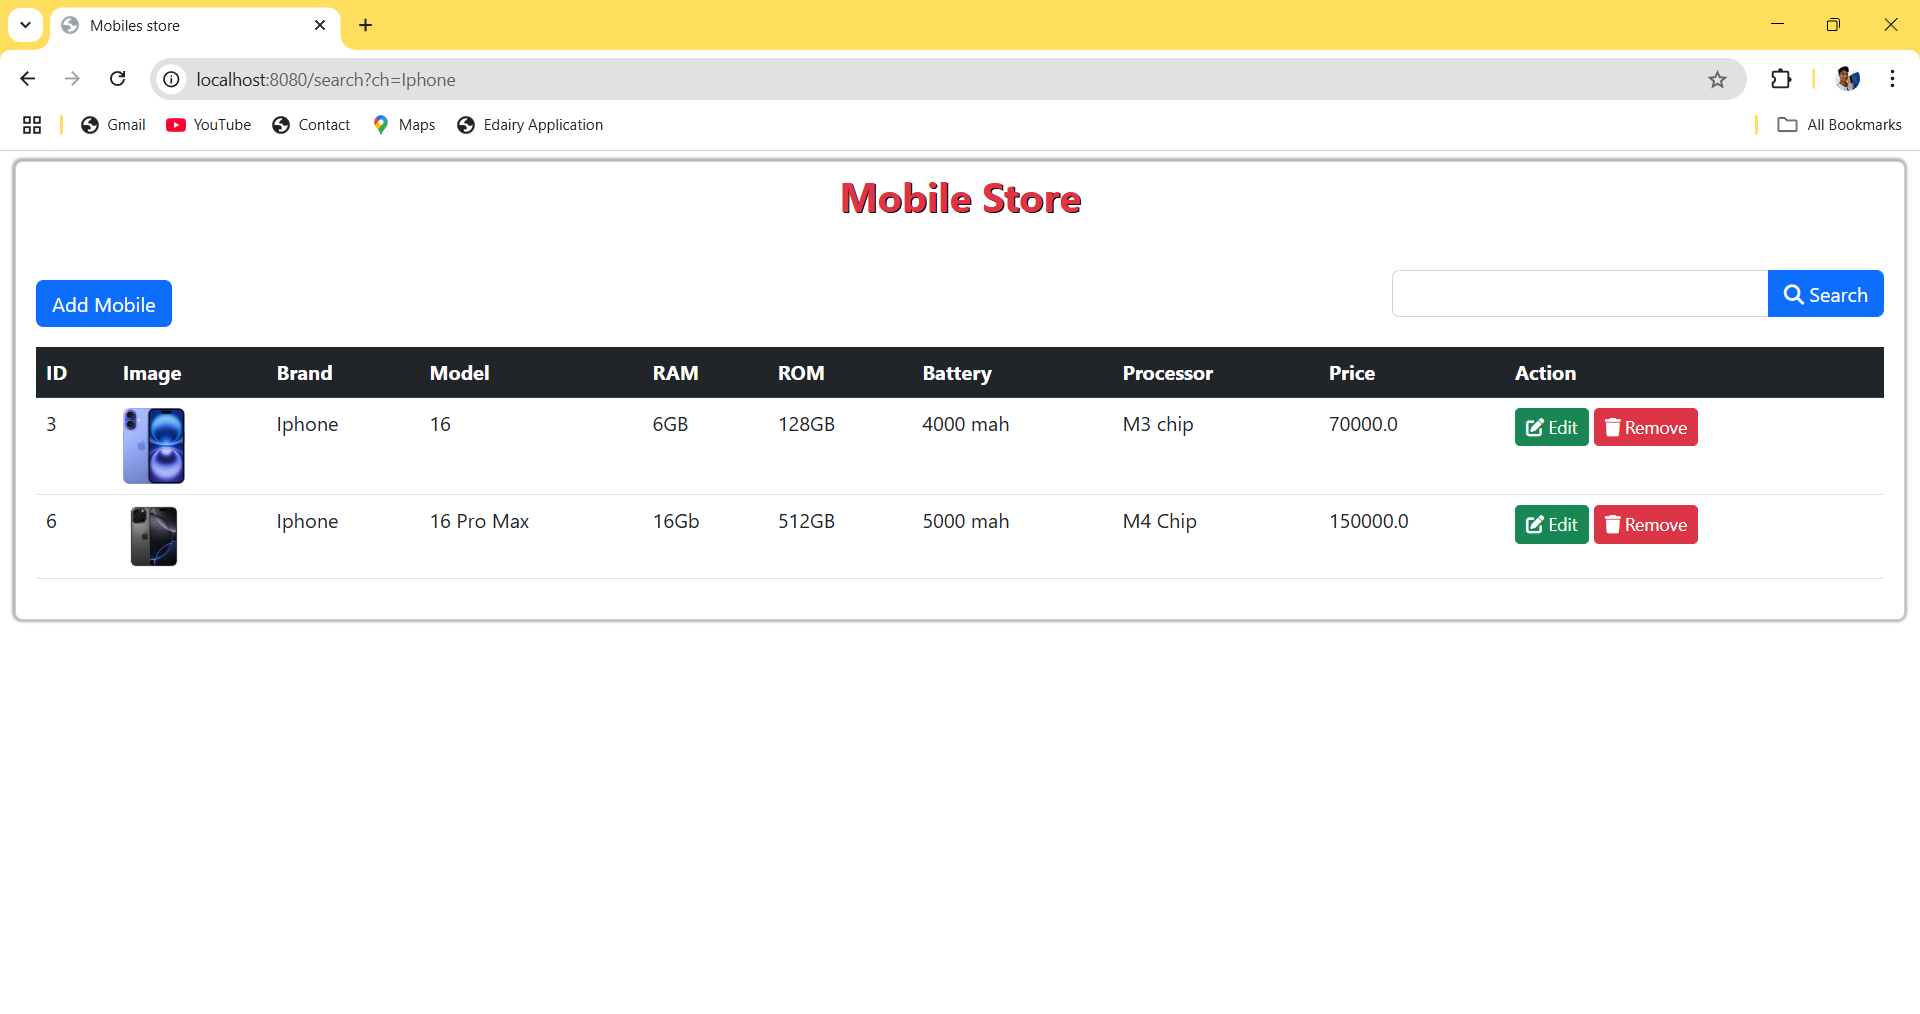 Mobiles store
localhost:8080/search?ch=Iphone
Gmail YouTube Contact Maps Edairy Application All Bookmarks
Mobile Store
Add Mobile Search
ID Image Brand Model RAM ROM Battery Processor Price Action
3 Iphone 16 6GB 128GB 4000 mah M3 chip 70000.0 Edit Remove
6 Iphone 16 Pro Max 16Gb 512GB 5000 mah M4 Chip 150000.0 Edit Remove